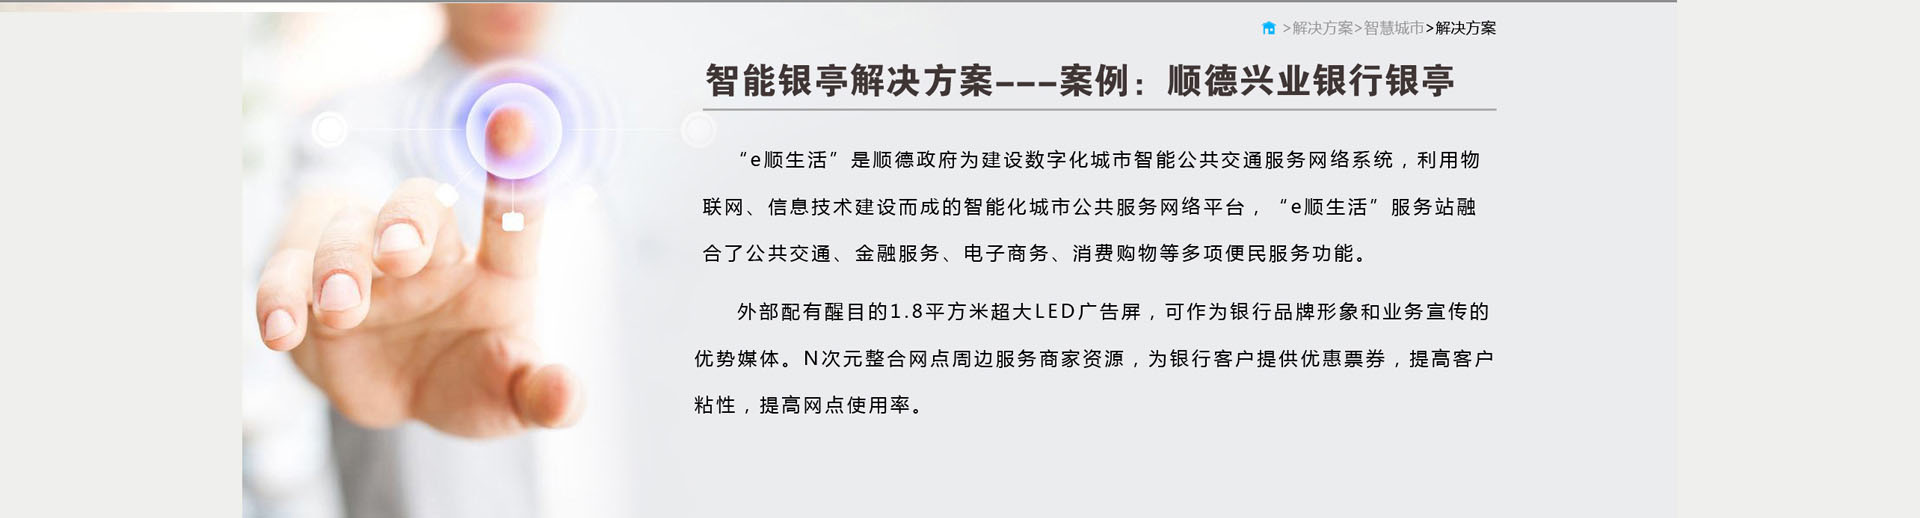 >解决方案>智慧城市>解决方案
智能银亭解决方案---案例：顺德兴业银行银亭
“e顺生活”是顺德政府为建设数字化城市智能公共交通服务网络系统，利用物
联网、信息技术建设而成的智能化城市公共服务网络平台，“e顺生活”服务站融
合了公共交通、金融服务、电子商务、消费购物等多项便民服务功能。
外部配有醒目的1.8平方米超大LED广告屏，可作为银行品牌形象和业务宣传的
优势媒体。N次元整合网点周边服务商家资源，为银行客户提供优惠票券，提高客户
粘性，提高网点使用率。